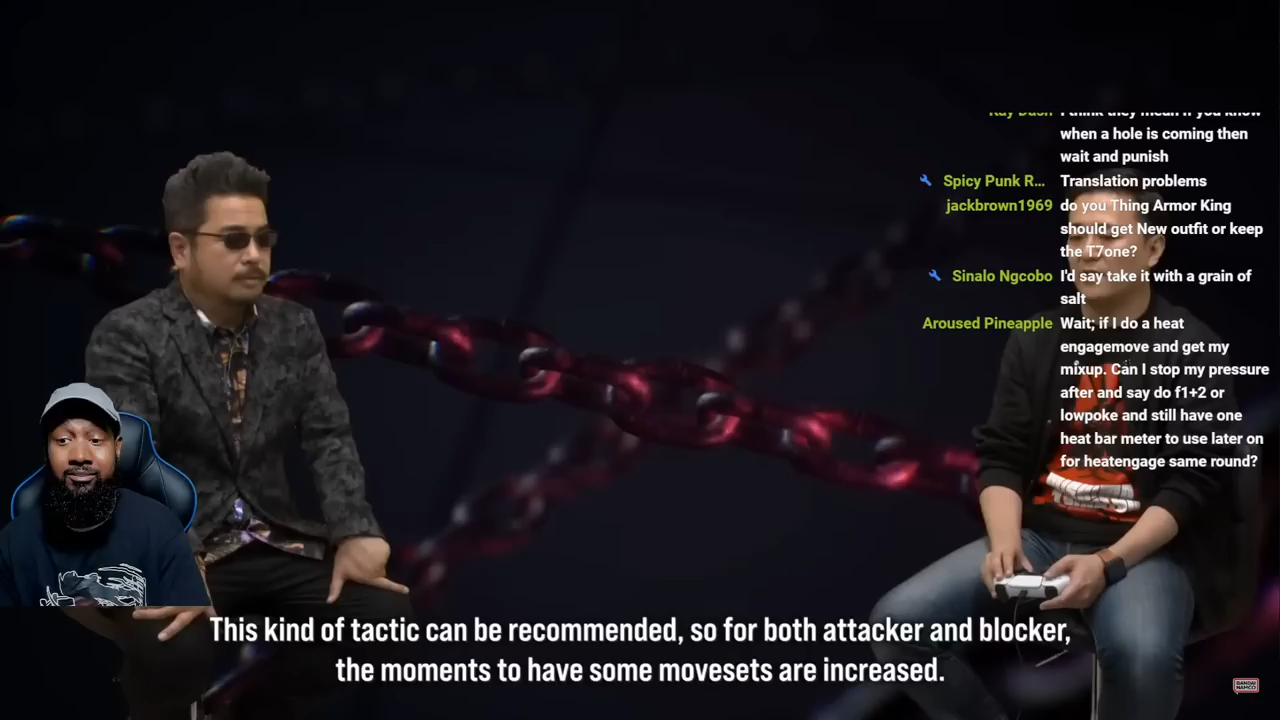 when a hole is coming then
wait and punish
Spicy Punk R... Translation problems
jackbrown1969 do you Thing Armor King
should get New outfit or keep
the T7one?
Sinalo Ngcobo I'd say take it with a grain of
salt
Aroused Pineapple Wait; if I do a heat
engagemove and get my
mixup. Can I stop my pressure
after and say do f1+2 or
lowpoke and still have one
heat bar meter to use later on
for heatengage same round?
This kind of tactic can be recommended, so for both attacker and blocker,
the moments to have some movesets are increased.
BANDAI
NAMCO